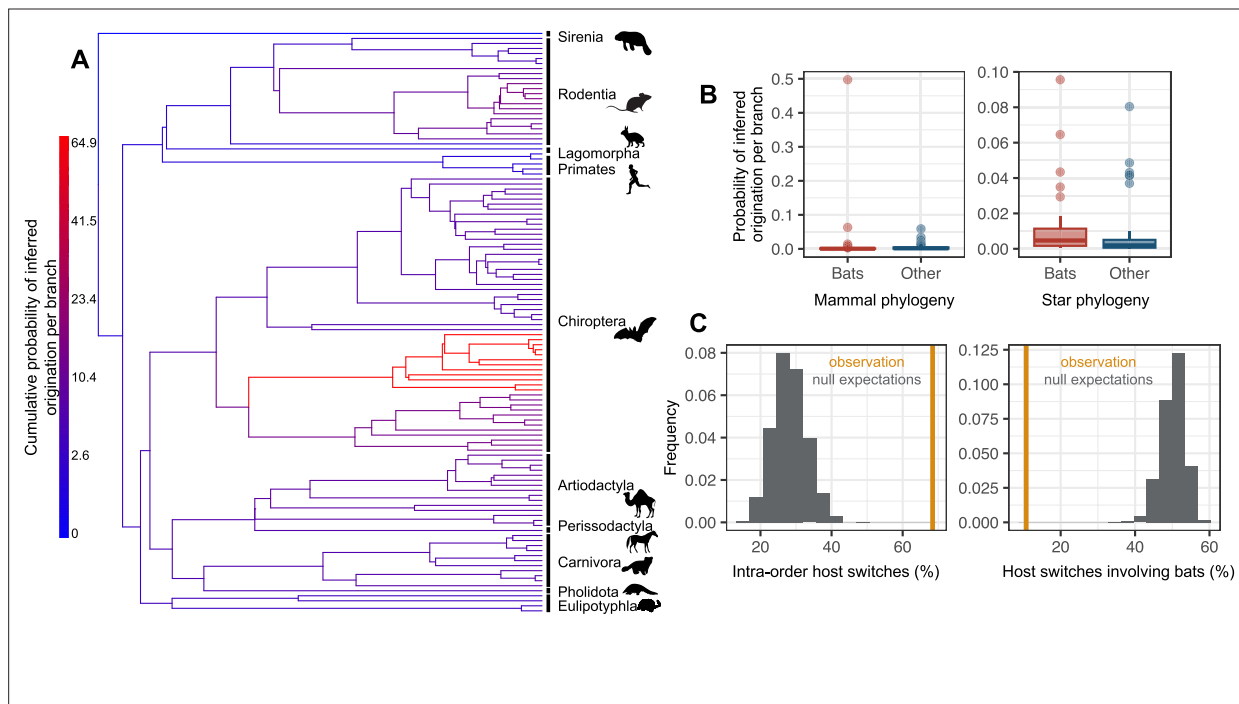 A
Sirenia
Rodentia
Lagomorpha
Primates
Chiroptera
Artiodactyla
Perissodactyla
Carnivora
Pholidota
Eulipotyphla
Cumulative probability of inferred
origination per branch
64.9
41.5
23.4
10.4
2.6
0
B
Probability of inferred
origination per branch
0.5
0.4
0.3
0.2
0.1
0.0
Bats
Other
Mammal phylogeny
0.10
0.08
0.06
0.04
0.02
0.00
Bats
Other
Star phylogeny
C
Frequency
0.08
0.06
0.04
0.02
0.00
observation
null expectations
20
40
60
Intra-order host switches (%)
0.125
0.100
0.075
0.050
0.025
0.000
observation
null expectations
20
40
60
Host switches involving bats (%)